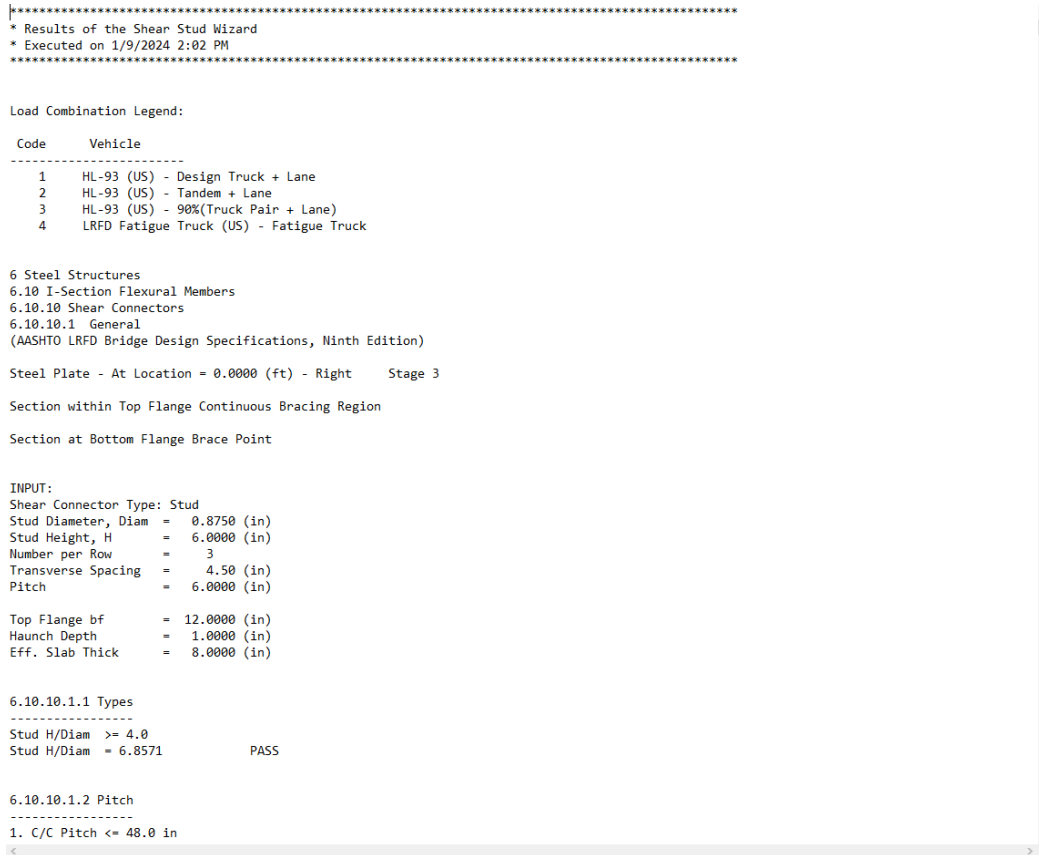 ****************************************************************************************************
* Results of the Shear Stud Wizard
* Executed on 1/9/2024 2:02 PM
****************************************************************************************************
Load Combination Legend:
Code      Vehicle
------------------------
1     HL-93 (US) - Design Truck + Lane
2     HL-93 (US) - Tandem + Lane
3     HL-93 (US) - 90%(Truck Pair + Lane)
4     LRFD Fatigue Truck (US) - Fatigue Truck
6 Steel Structures
6.10 I-Section Flexural Members
6.10.10 Shear Connectors
6.10.10.1  General
(AASHTO LRFD Bridge Design Specifications, Ninth Edition)
Steel Plate - At Location = 0.0000 (ft) - Right     Stage 3
Section within Top Flange Continuous Bracing Region
Section at Bottom Flange Brace Point
INPUT:
Shear Connector Type: Stud
Stud Diameter, Diam  =   0.8750 (in)
Stud Height, H       =   6.0000 (in)
Number per Row       =     3
Transverse Spacing   =     4.50 (in)
Pitch                =   6.0000 (in)
Top Flange bf        =  12.0000 (in)
Haunch Depth         =   1.0000 (in)
Eff. Slab Thick      =   8.0000 (in)
6.10.10.1.1 Types
-----------------
Stud H/Diam  >= 4.0
Stud H/Diam  = 6.8571            PASS
6.10.10.1.2 Pitch
-----------------
1. C/C Pitch <= 48.0 in